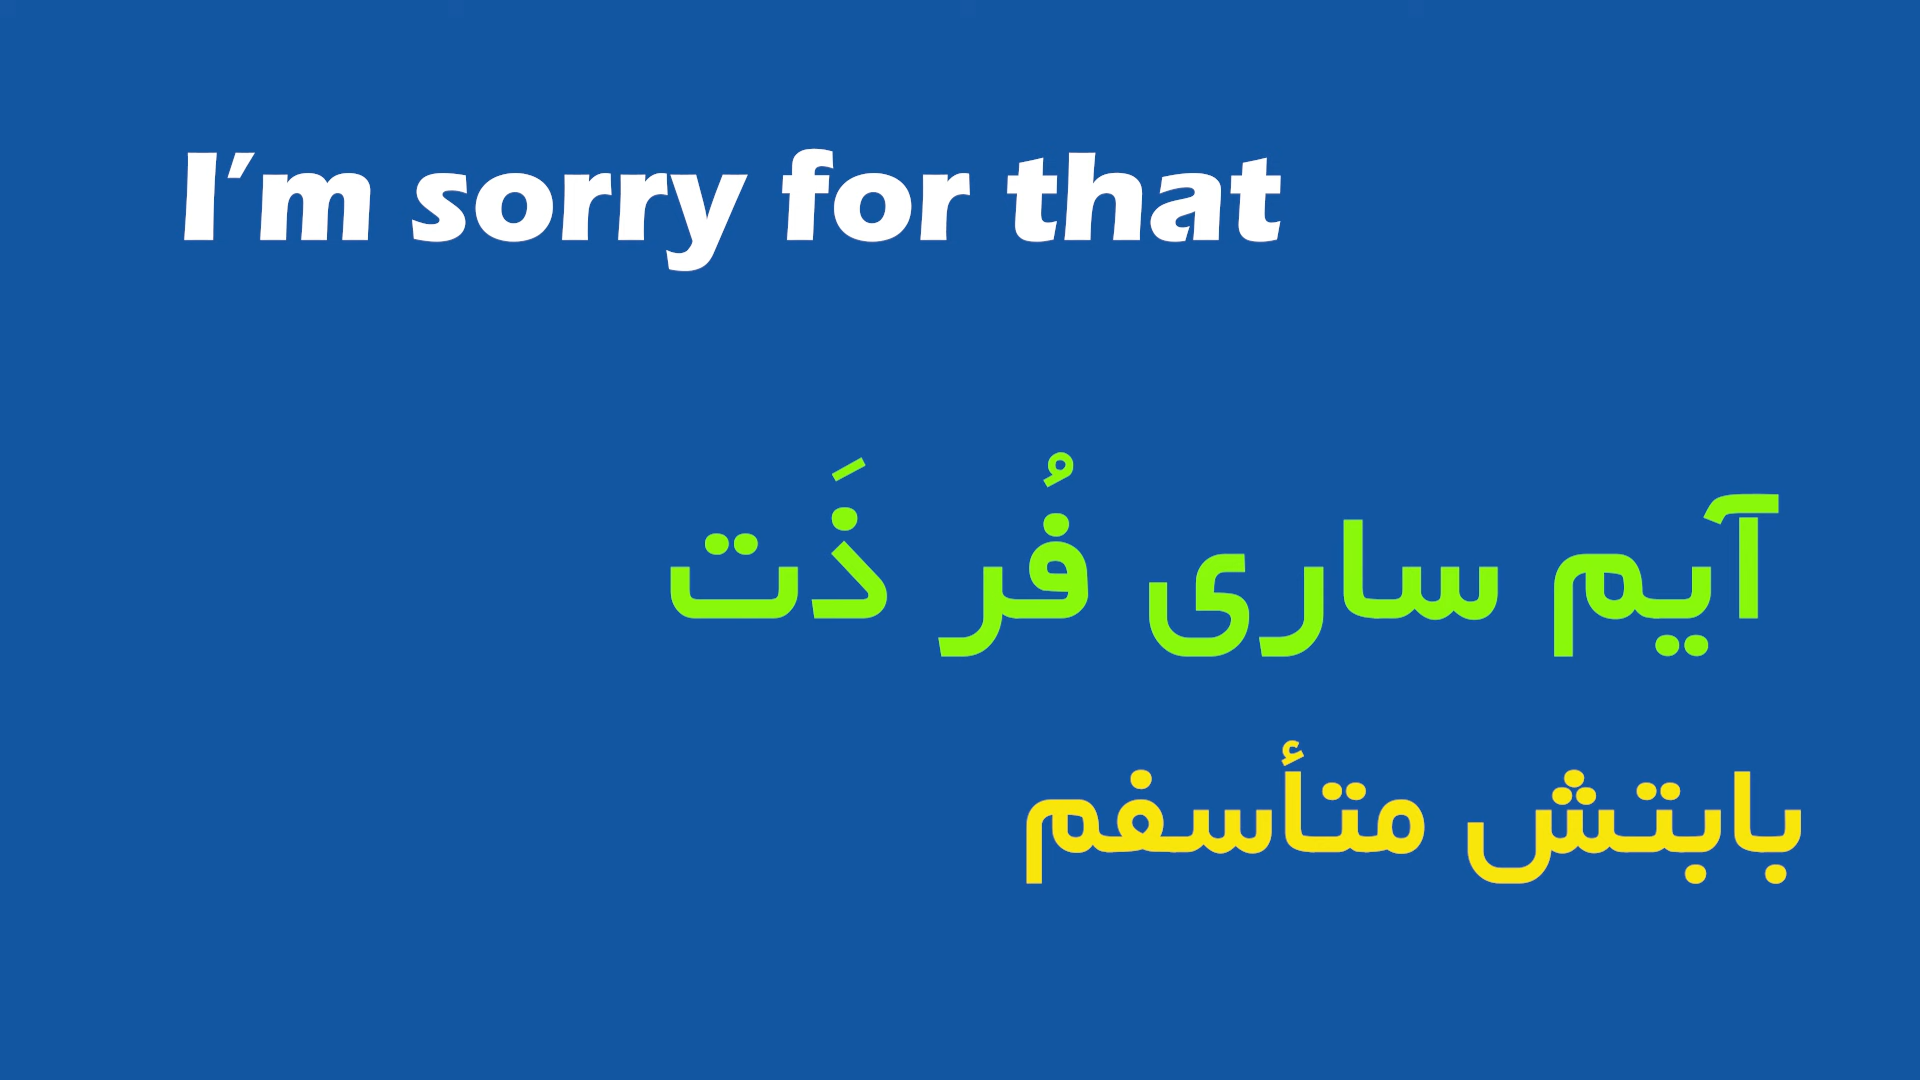 I’m sorry for that
آیم ساری فُر ذَت
بابتش متأسفم